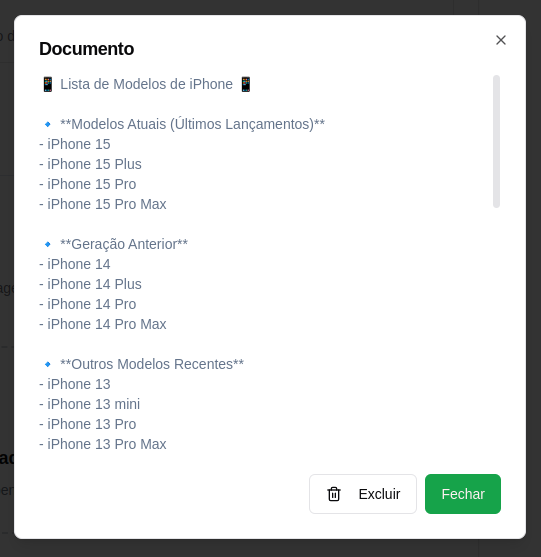 Documento
📱 Lista de Modelos de iPhone 📱
🔹 **Modelos Atuais (Últimos Lançamentos)**
- iPhone 15
- iPhone 15 Plus
- iPhone 15 Pro
- iPhone 15 Pro Max
🔹 **Geração Anterior**
- iPhone 14
- iPhone 14 Plus
- iPhone 14 Pro
- iPhone 14 Pro Max
🔹 **Outros Modelos Recentes**
- iPhone 13
- iPhone 13 mini
- iPhone 13 Pro
- iPhone 13 Pro Max
Excluir
Fechar